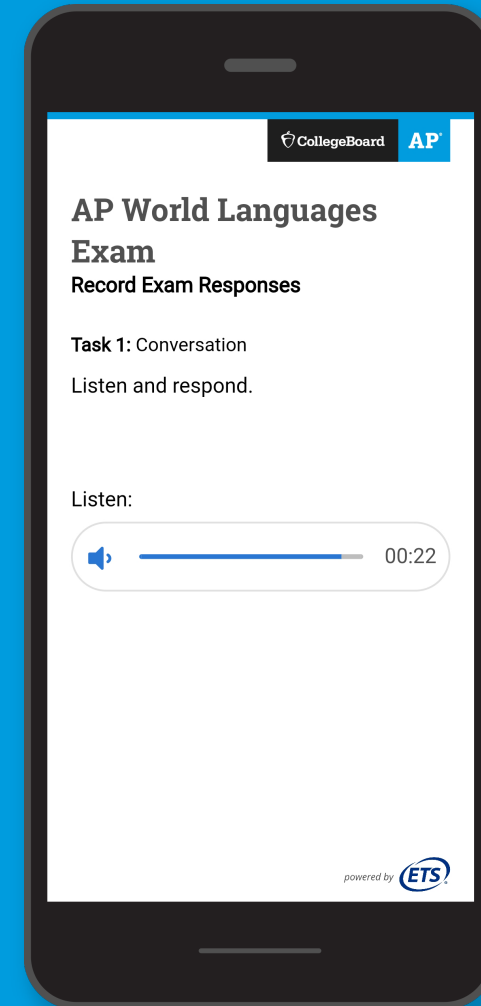 CollegeBoard AP
AP World Languages
Exam
Record Exam Responses
Task 1: Conversation
Listen and respond.
Listen:
00:22
powered by ETS